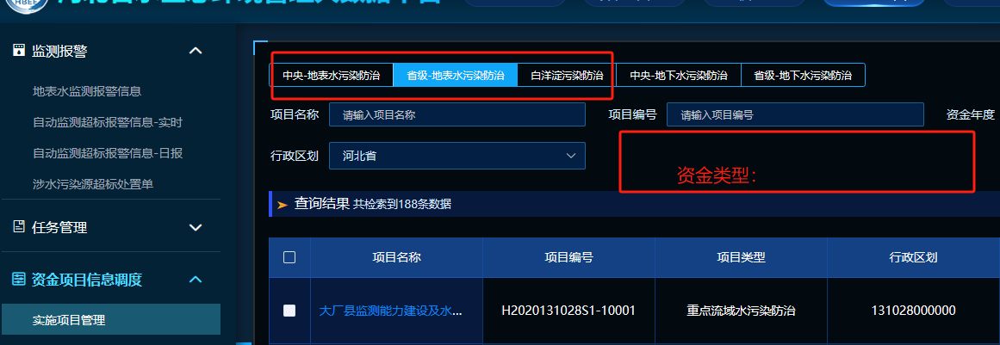 HBEE
监测报警
地表水监测报警信息
自动监测超标报警信息-实时
自动监测超标报警信息-日报
涉水污染源超标处置单
任务管理
资金项目信息调度
实施项目管理
中央-地表水污染防治 省级-地表水污染防治 白洋淀污染防治 中央-地下水污染防治 省级-地下水污染防治
项目名称 请输入项目名称 项目编号 请输入项目编号 资金年度
行政区划 河北省
资金类型：
查询结果 共检索到188条数据
项目名称 项目编号 项目类型 行政区划
大厂县监测能力建设及水... H2020131028S1-10001 重点流域水污染防治 131028000000